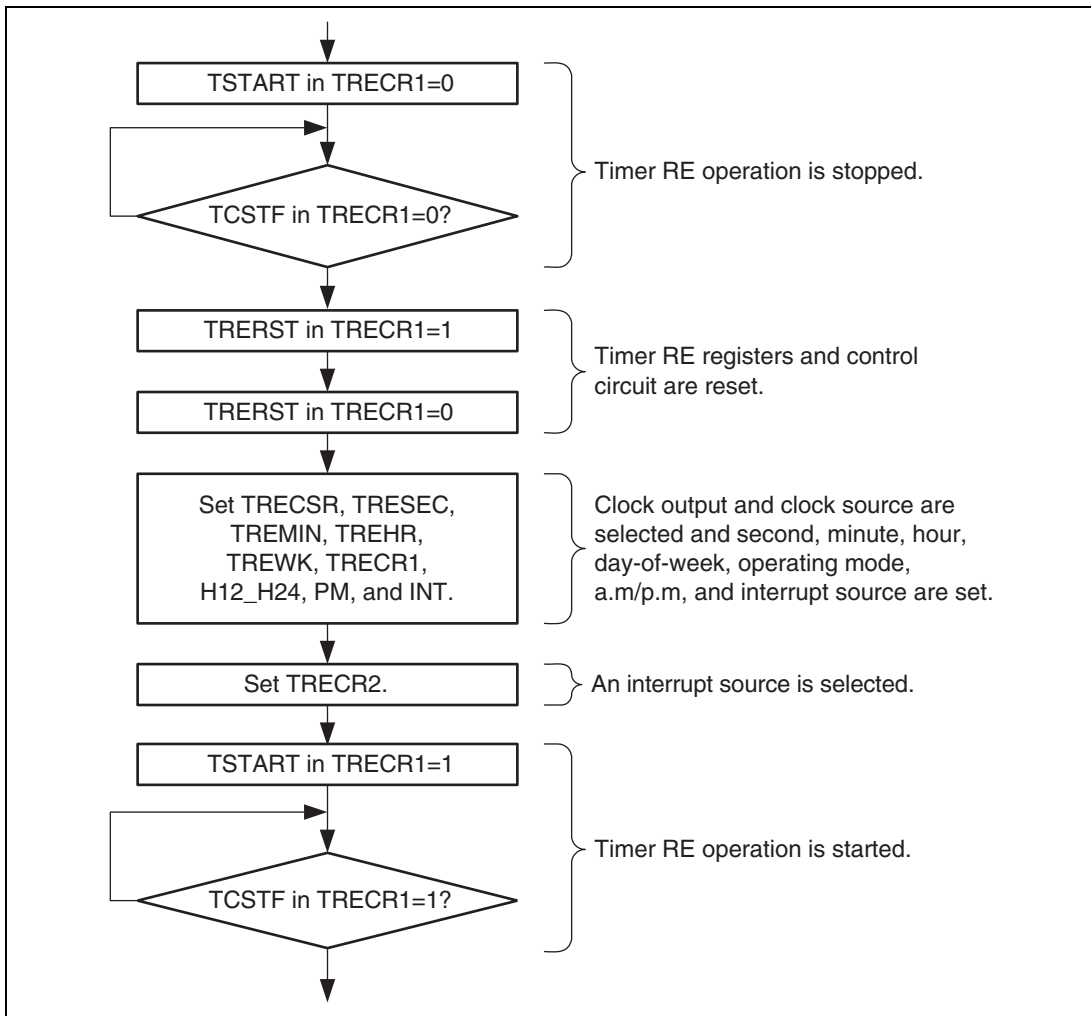 TSTART in TRECR1=0
TCSTF in TRECR1=0?
Timer RE operation is stopped.
TRERST in TRECR1=1
TRERST in TRECR1=0
Timer RE registers and control
circuit are reset.
Set TRECSR, TRESEC,
TREMIN, TREHR,
TREWK, TRECR1,
H12_H24, PM, and INT.
Clock output and clock source are
selected and second, minute, hour,
day-of-week, operating mode,
a.m/p.m, and interrupt source are set.
Set TRECR2.
An interrupt source is selected.
TSTART in TRECR1=1
TCSTF in TRECR1=1?
Timer RE operation is started.